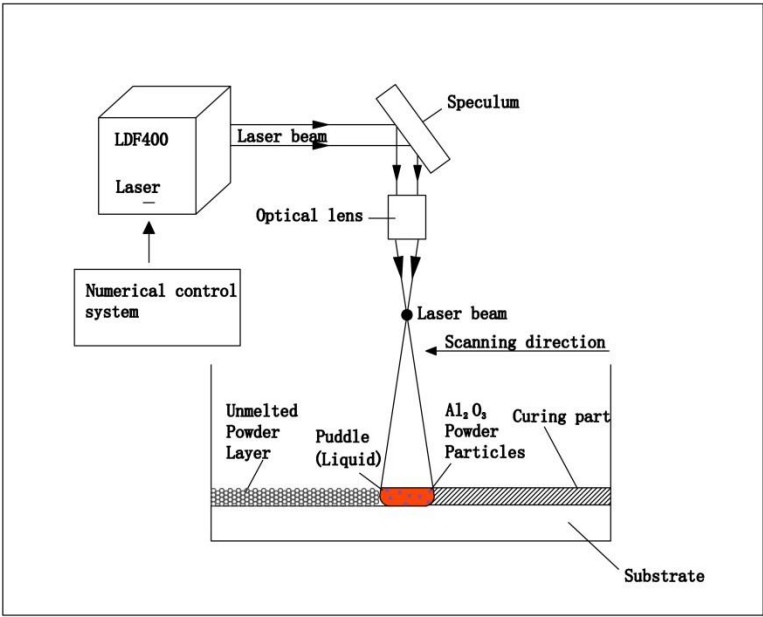 Speculum
LDF400
Laser beam
Laser
Optical lens
Numerical control
system
Laser beam
Scanning direction
Unmelted
Powder
Layer
Puddle
(Liquid)
Al₂O₃
Powder
Particles
Curing part
Substrate